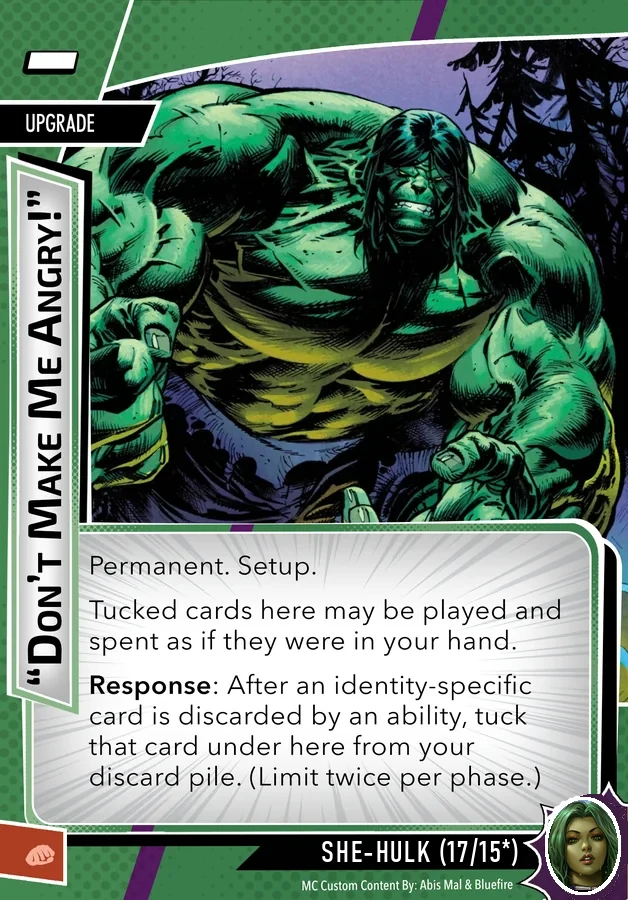 UPGRADE
“DON’T MAKE ME ANGRY!”
Permanent. Setup.
Tucked cards here may be played and
spent as if they were in your hand.
Response: After an identity-specific
card is discarded by an ability, tuck
that card under here from your
discard pile. (Limit twice per phase.)
SHE-HULK (17/15*)
MC Custom Content By: Abis Mal & Bluefire